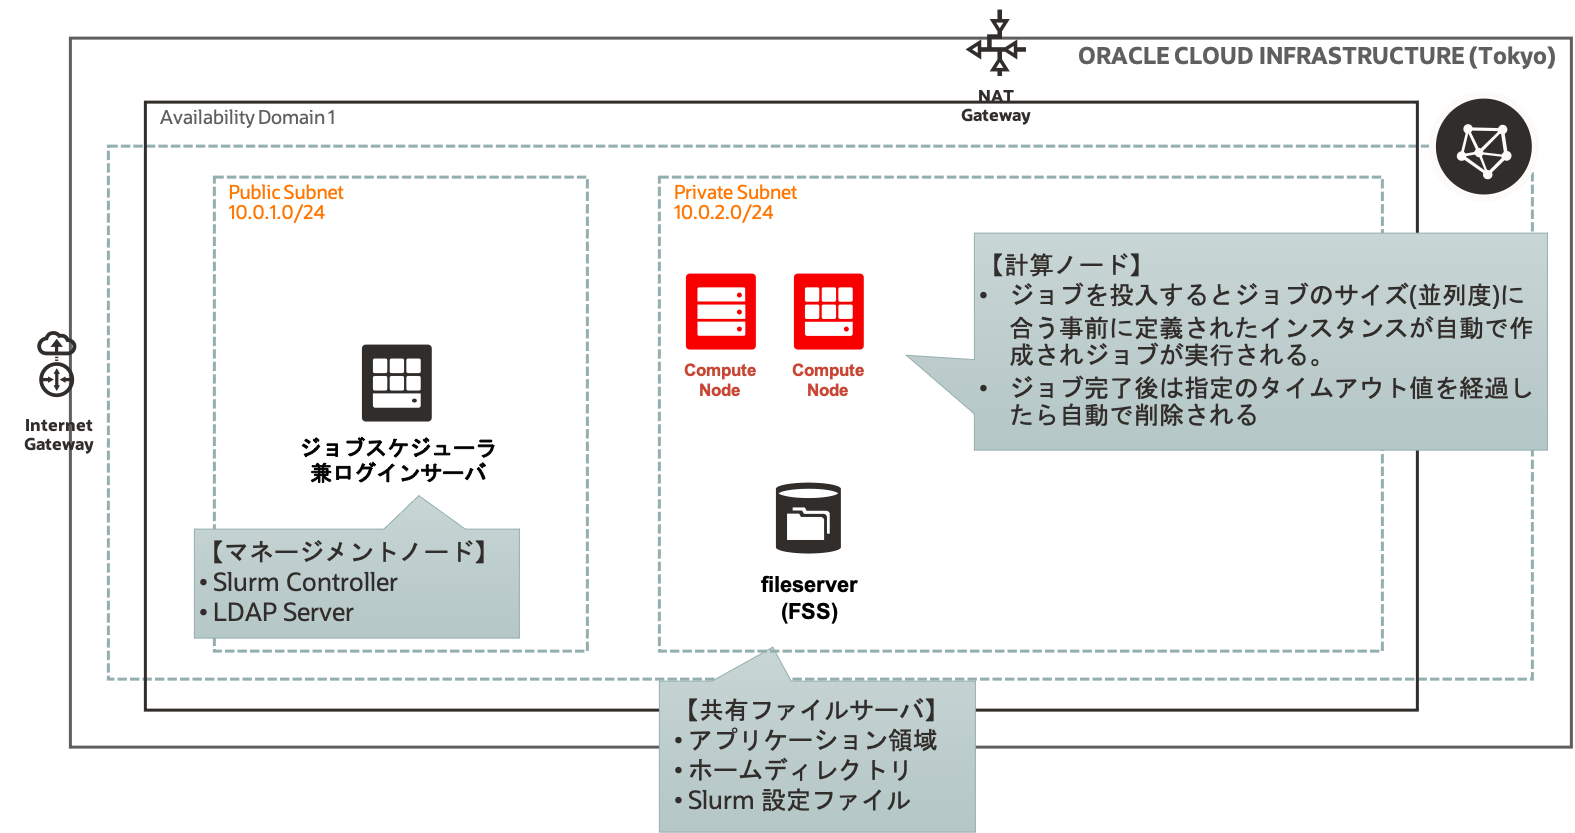 ORACLE CLOUD INFRASTRUCTURE (Tokyo)
NAT
Gateway
Availability Domain 1
Public Subnet
10.0.1.0/24
Private Subnet
10.0.2.0/24
Internet
Gateway
ジョブスケジューラ
兼ログインサーバ
【マネージメントノード】
• Slurm Controller
• LDAP Server
Compute
Node
Compute
Node
【計算ノード】
• ジョブを投入するとジョブのサイズ(並列度)に
合う事前に定義されたインスタンスが自動で作
成されジョブが実行される。
• ジョブ完了後は指定のタイムアウト値を経過し
たら自動で削除される
fileserver
(FSS)
【共有ファイルサーバ】
• アプリケーション領域
• ホームディレクトリ
• Slurm 設定ファイル